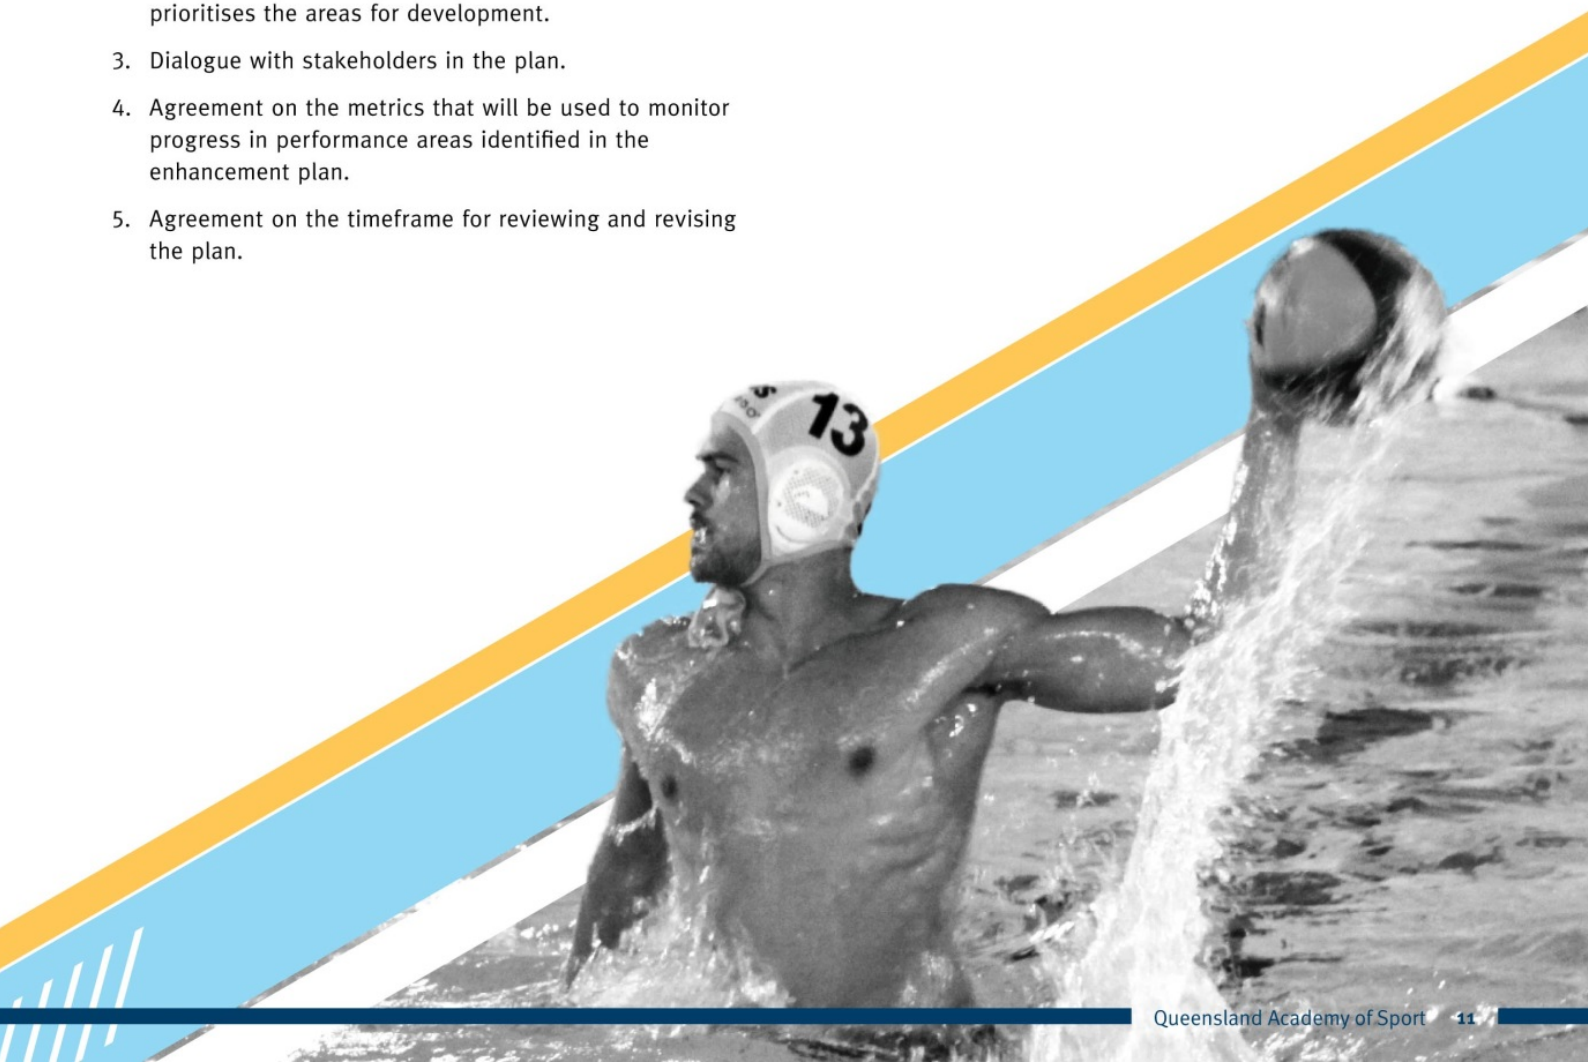 prioritises the areas for development.
3. Dialogue with stakeholders in the plan.
4. Agreement on the metrics that will be used to monitor
progress in performance areas identified in the
enhancement plan.
5. Agreement on the timeframe for reviewing and revising
the plan.
13
Queensland Academy of Sport 11